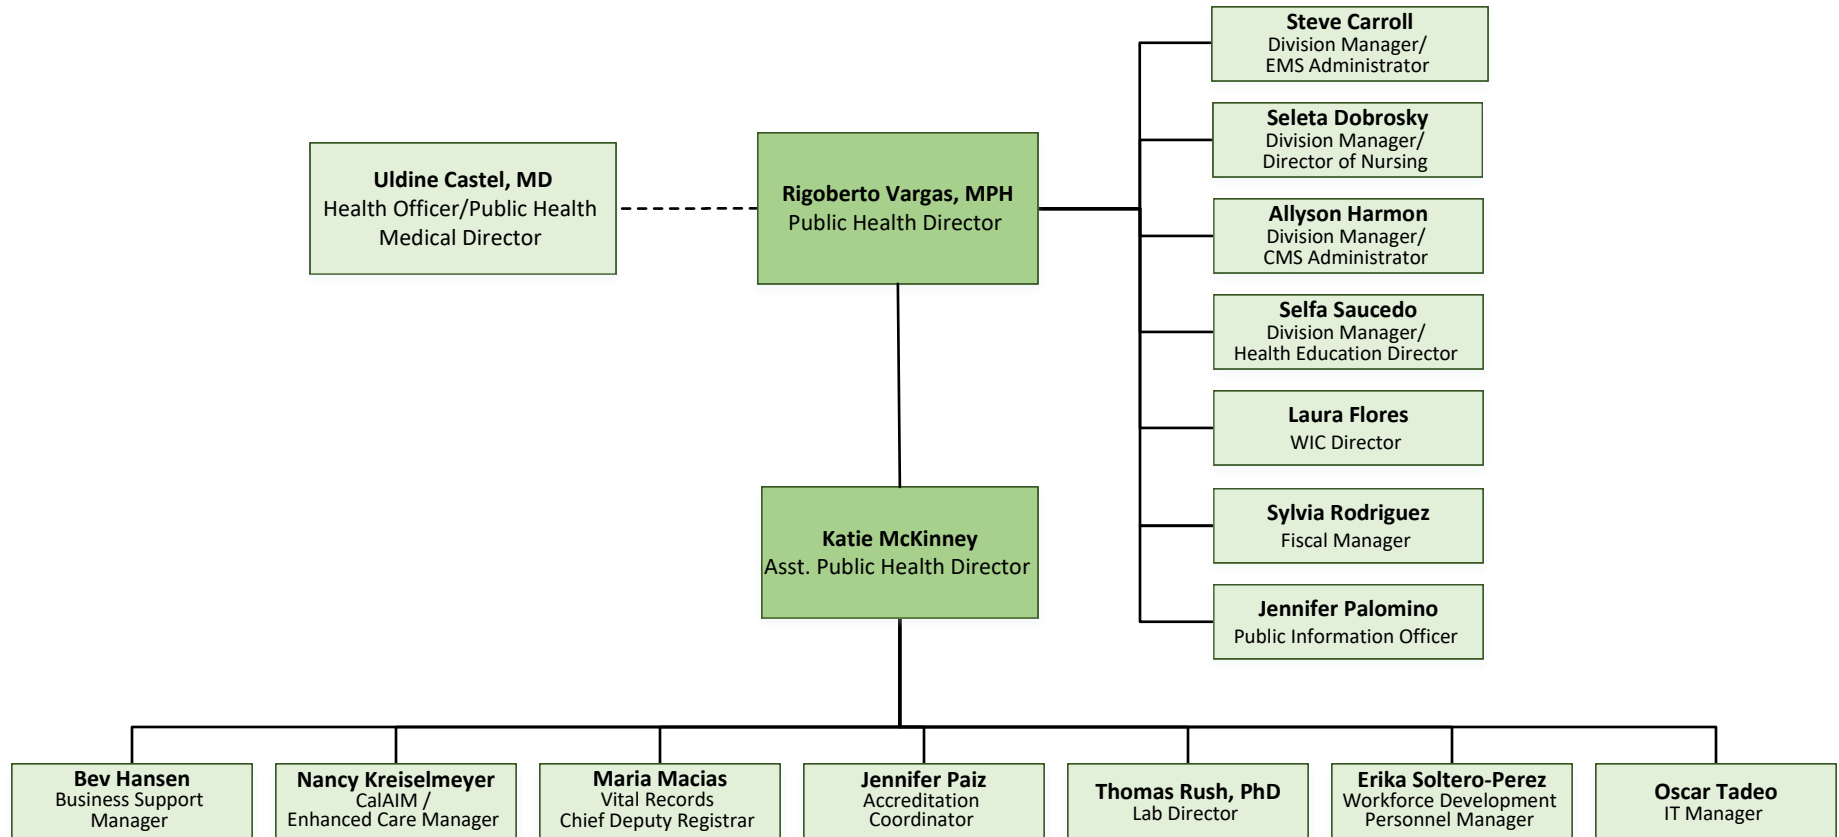 Steve Carroll
Division Manager/
EMS Administrator
Seleta Dobrosky
Division Manager/
Director of Nursing
Uldine Castel, MD
Health Officer/Public Health
Medical Director
Rigoberto Vargas, MPH
Public Health Director
Allyson Harmon
Division Manager/
CMS Administrator
Selfa Saucedo
Division Manager/
Health Education Director
Laura Flores
WIC Director
Sylvia Rodriguez
Fiscal Manager
Katie McKinney
Asst. Public Health Director
Jennifer Palomino
Public Information Officer
Bev Hansen
Business Support
Manager
Nancy Kreiselmeyer
CalAIM /
Enhanced Care Manager
Maria Macias
Vital Records
Chief Deputy Registrar
Jennifer Paiz
Accreditation
Coordinator
Thomas Rush, PhD
Lab Director
Erika Soltero-Perez
Workforce Development
Personnel Manager
Oscar Tadeo
IT Manager